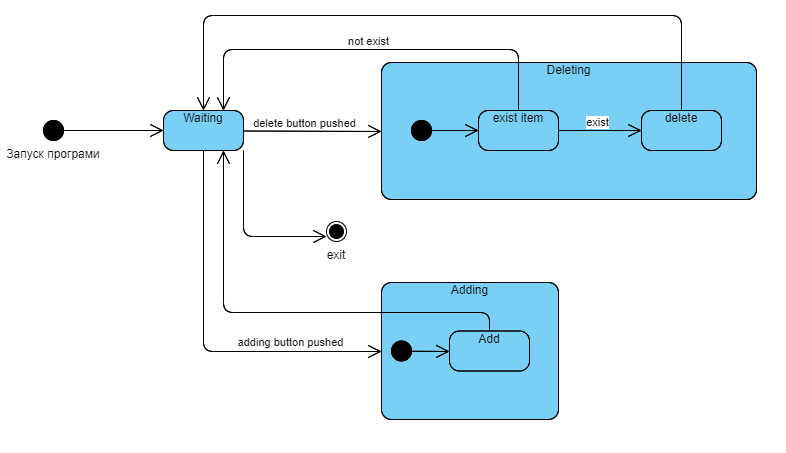 not exist
Deleting
Waiting
delete button pushed
exist item
exist
delete
Запуск програми
exit
Adding
adding button pushed
Add